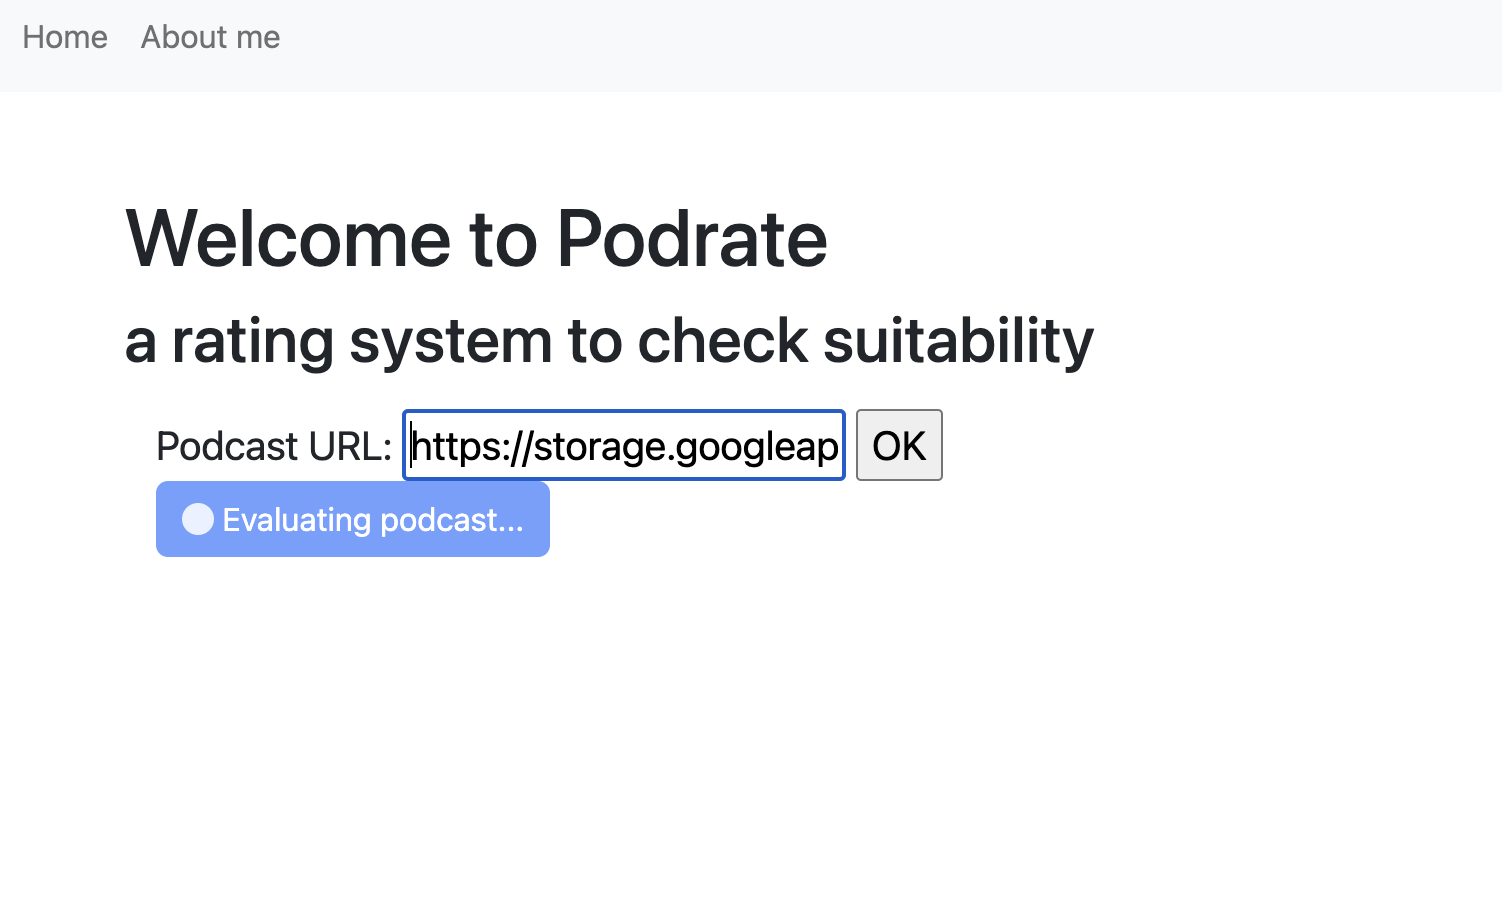 Home About me
Welcome to Podrate
a rating system to check suitability
Podcast URL: https://storage.googleap OK
Evaluating podcast...